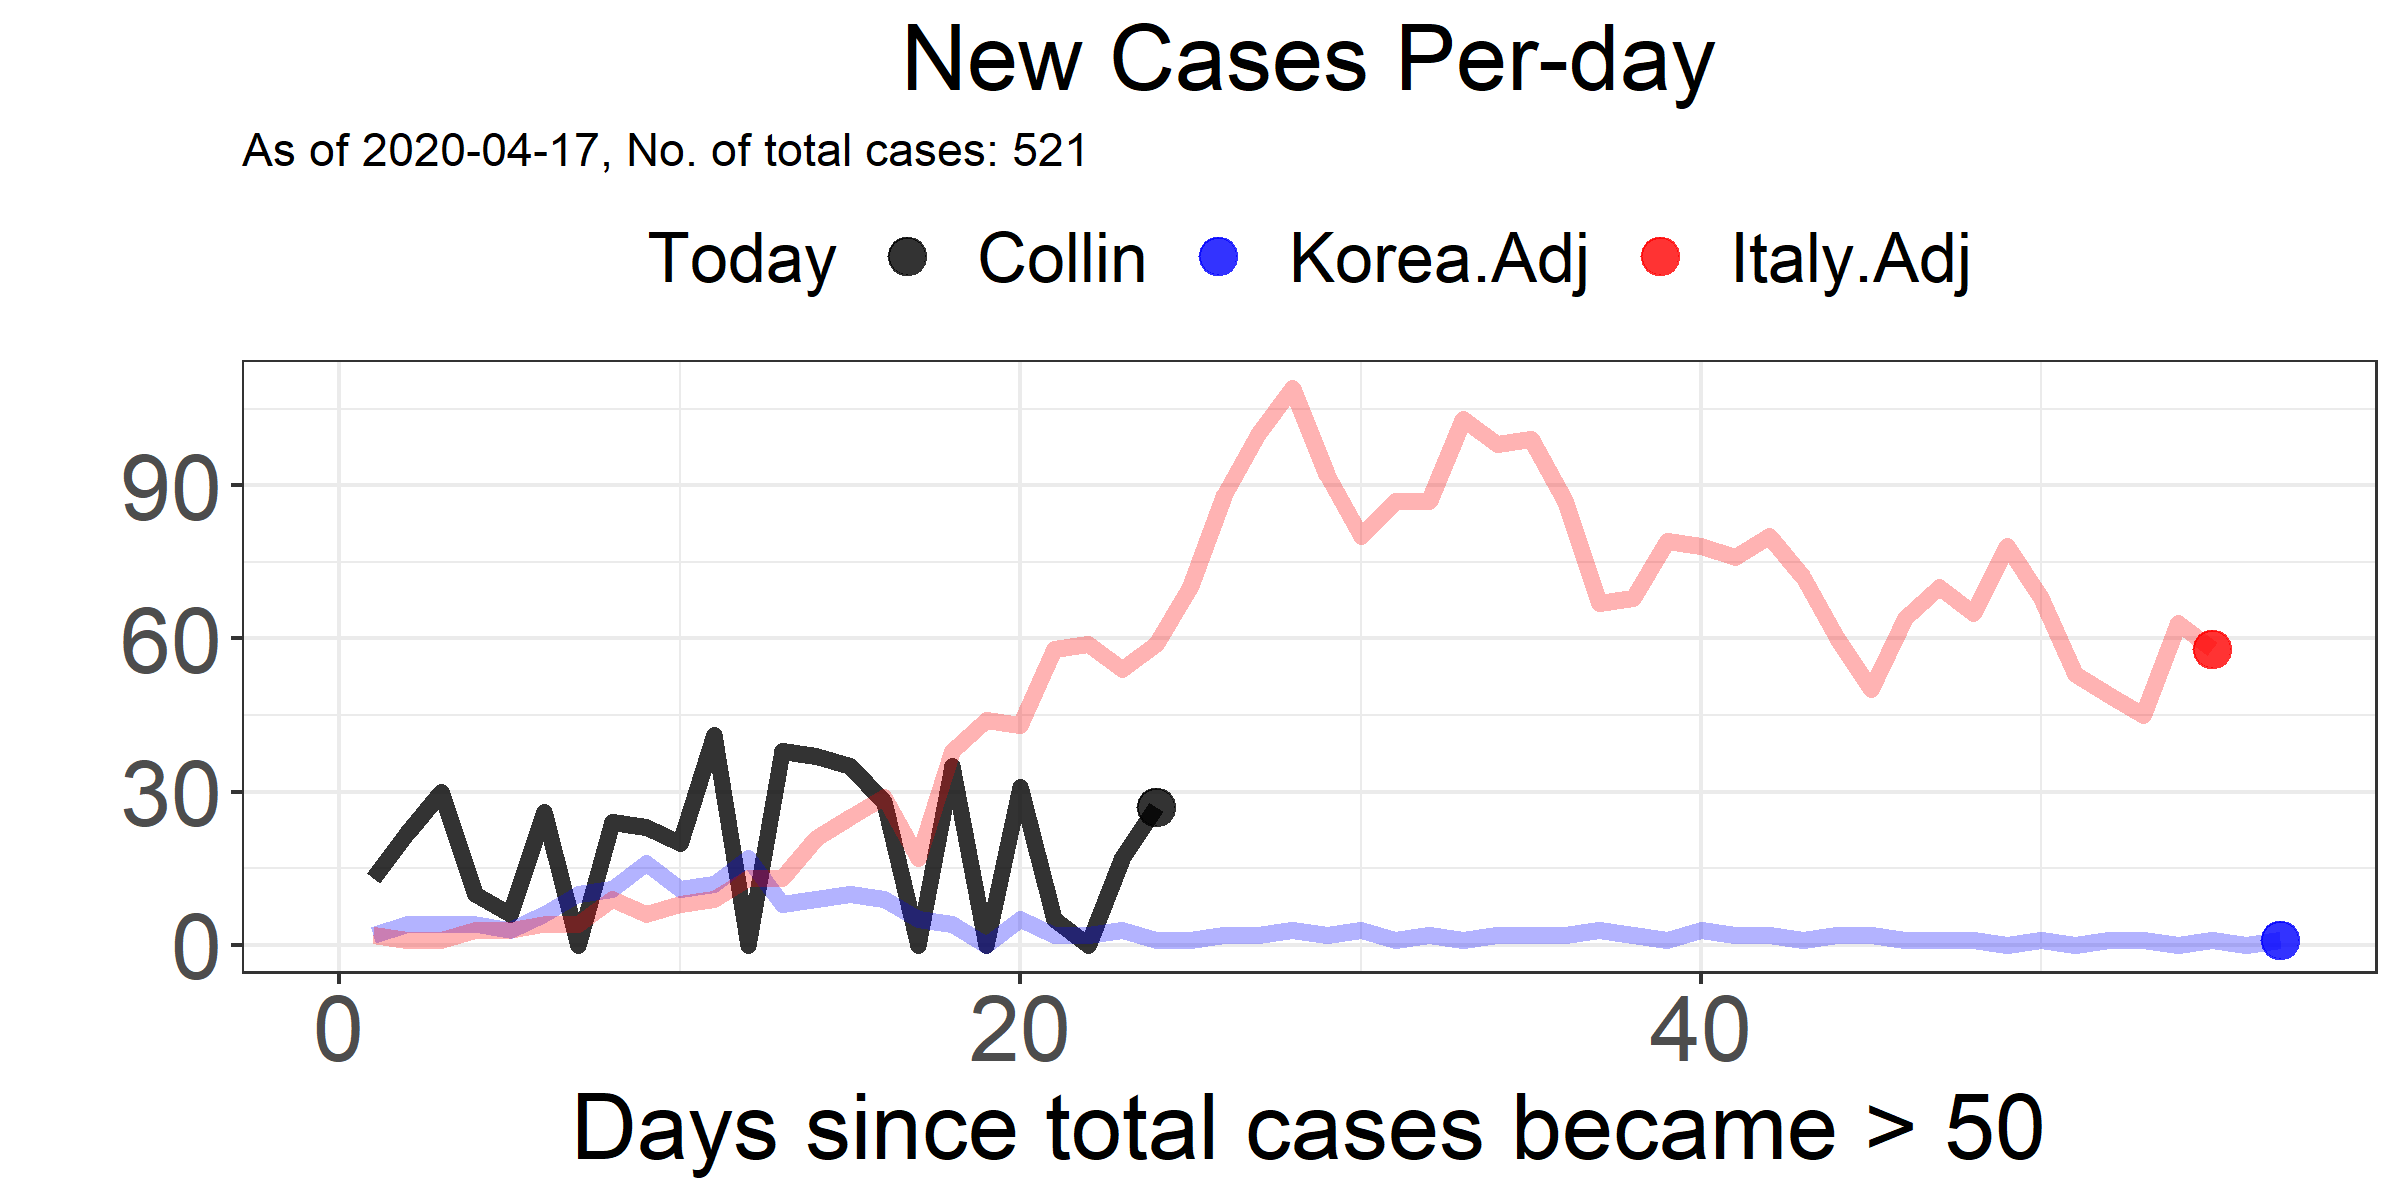 New Cases Per-day
As of 2020-04-17, No. of total cases: 521
Today Collin Korea.Adj Italy.Adj
90
60
30
0
0 20 40
Days since total cases became > 50